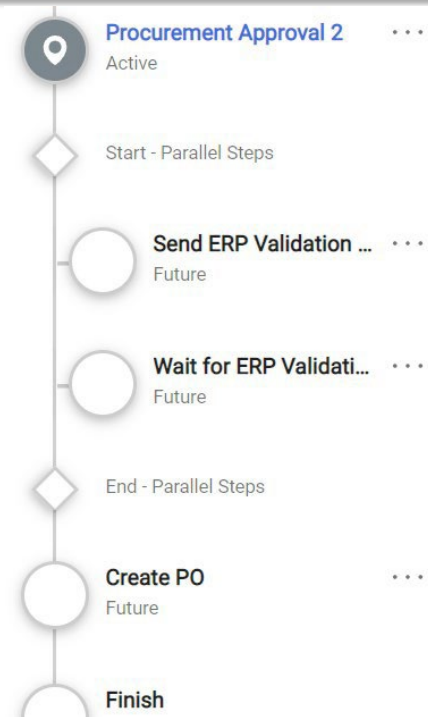 Procurement Approval 2
Active
Start - Parallel Steps
Send ERP Validation ...
Future
Wait for ERP Validati...
Future
End - Parallel Steps
Create PO
Future
Finish